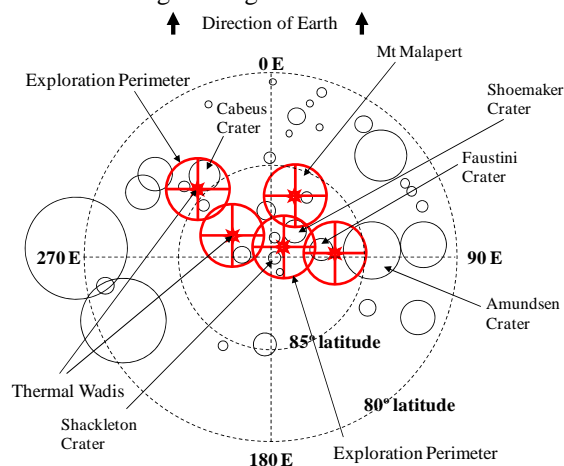 Direction of Earth
Mt Malapert
0 E
Exploration Perimeter
Shoemaker
Crater
Cabeus
Crater
Faustini
Crater
270 E
90 E
Amundsen
Crater
85° latitude
Thermal Wadis
80° latitude
Shackleton
Crater
Exploration Perimeter
180 E